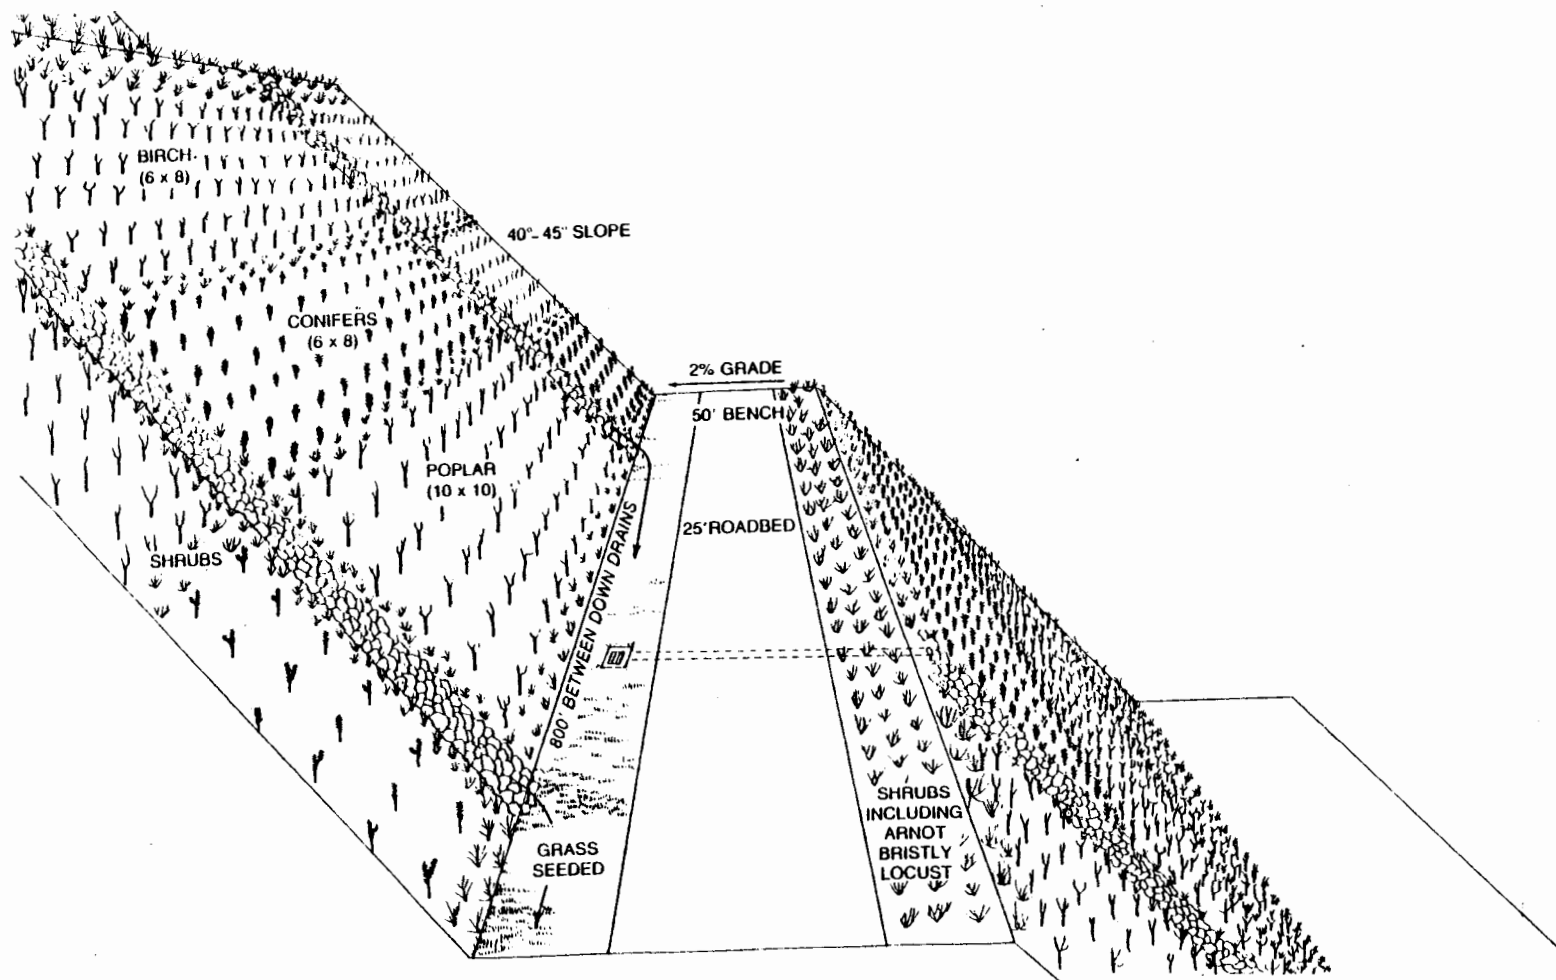 BIRCH
(6 x 8)
40°-45° SLOPE
CONIFERS
(6 x 8)
2% GRADE
50' BENCH
POPLAR
(10 x 10)
25' ROADBED
SHRUBS
800' BETWEEN DOWN DRAINS
SHRUBS
INCLUDING
ARNOT
BRISTLY
LOCUST
GRASS
SEEDED